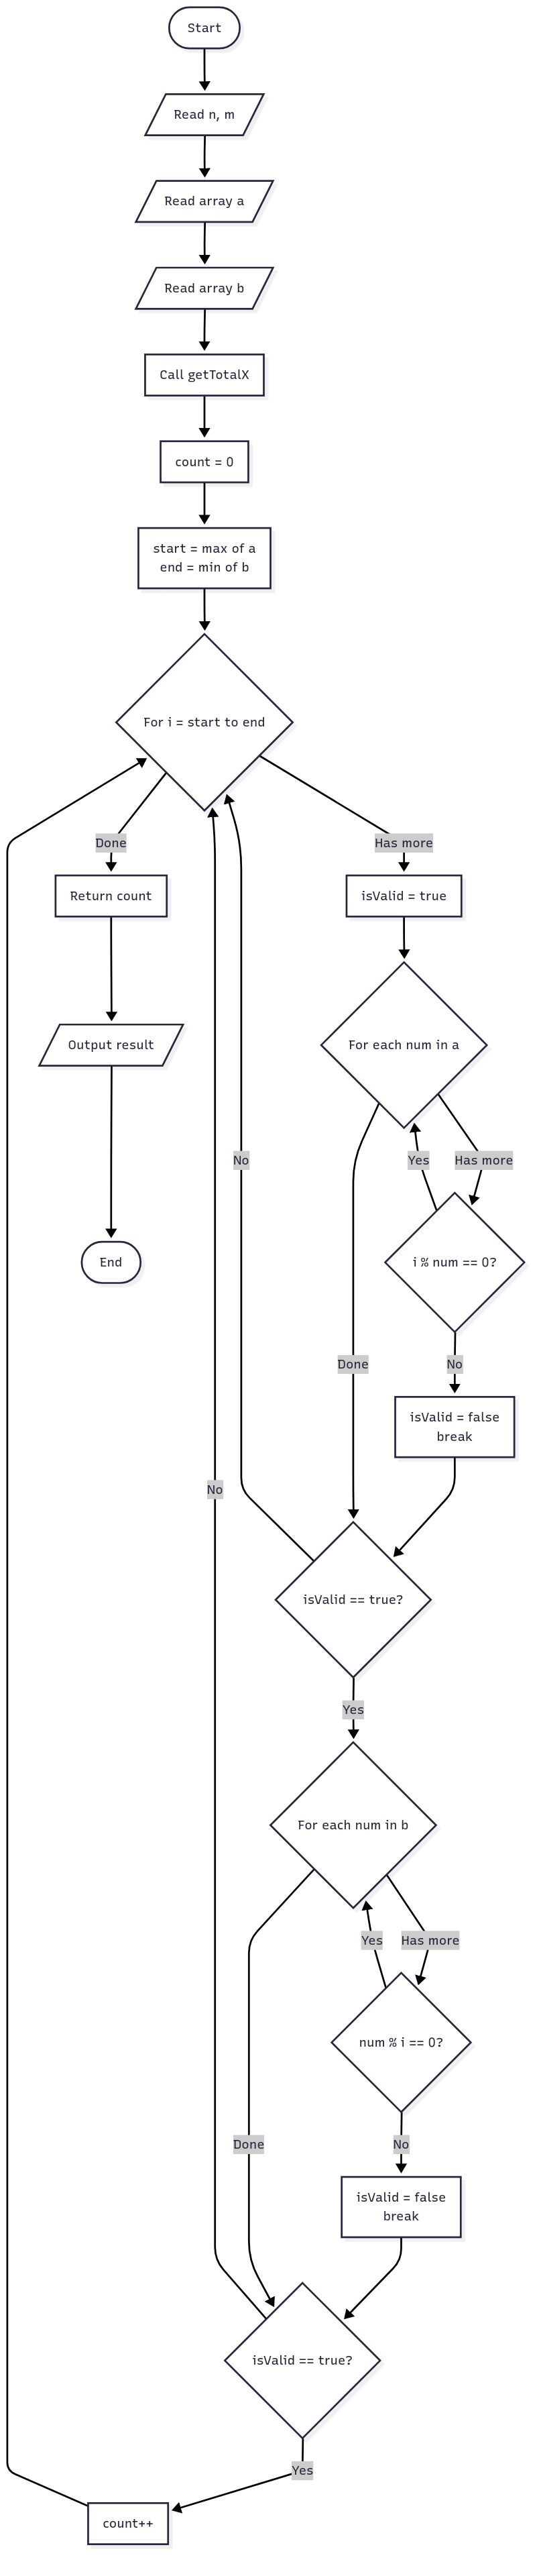 Start
Read n, m
Read array a
Read array b
Call getTotalX
count = 0
start = max of a
end = min of b
For i = start to end
Done
Has more
Return count
isValid = true
Output result
For each num in a
No
Yes
Has more
End
i % num == 0?
Done
No
isValid = false
break
No
isValid == true?
Yes
For each num in b
Yes
Has more
num % i == 0?
Done
No
isValid = false
break
isValid == true?
Yes
count++